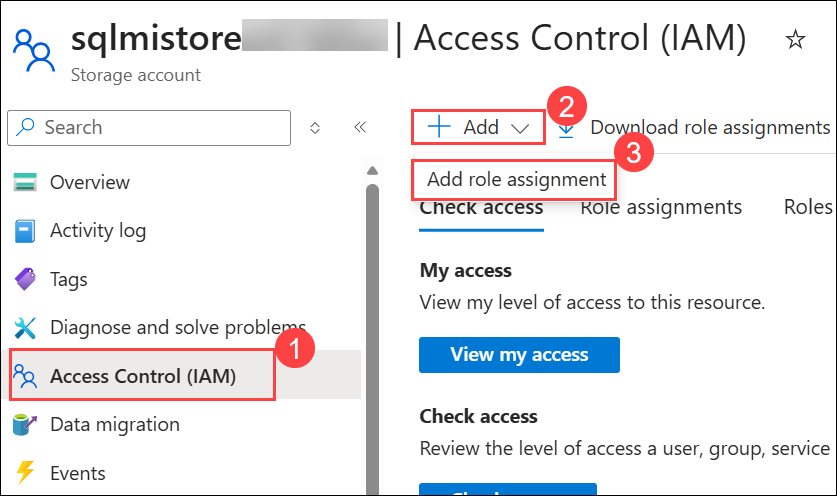 sqlmistore | Access Control (IAM)
Storage account
Search
Add
2
Download role assignments
3
Add role assignment
Check access
Role assignments
Roles
Overview
Activity log
Tags
Diagnose and solve problems
1
Access Control (IAM)
Data migration
Events
My access
View my level of access to this resource.
View my access
Check access
Review the level of access a user, group, service